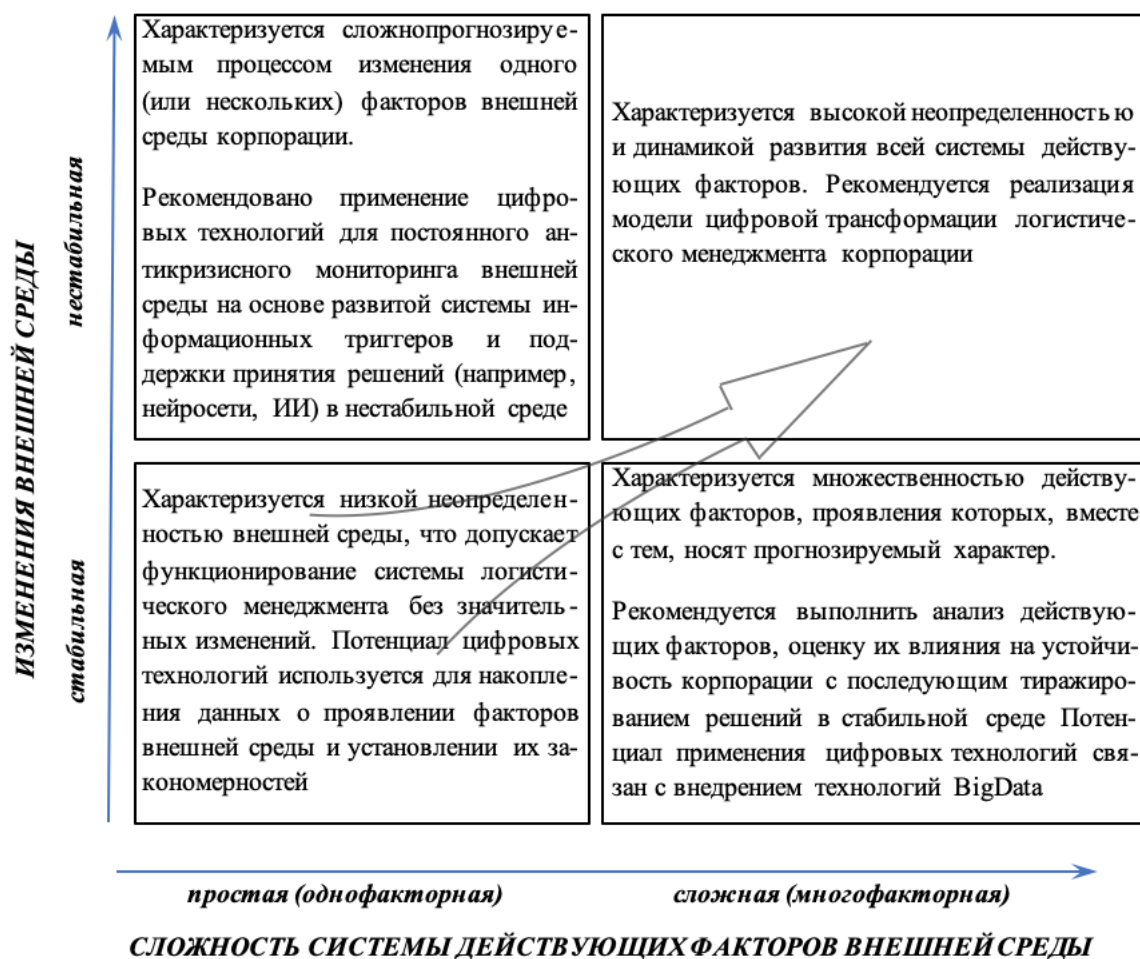 ИЗМЕНЕНИЯ ВНЕШНЕЙ СРЕДЫ
нестабильная
Характеризуется сложнопрогнозируе-
мым процессом изменения одного
(или нескольких) факторов внешней
среды корпорации.
Рекомендовано применение цифро-
вых технологий для постоянного ан-
тикризисного мониторинга внешней
среды на основе развитой системы ин-
формационных триггеров и под-
держки принятия решений (например,
нейросети, ИИ) в нестабильной среде
Характеризуется высокой неопределенностью
и динамикой развития всей системы действу-
ющих факторов. Рекомендуется реализация
модели цифровой трансформации логистиче-
ского менеджмента корпорации
стабильная
Характеризуется низкой неопределен-
ностью внешней среды, что допускает
функционирование системы логисти-
ческого менеджмента без значитель-
ных изменений. Потенциал цифровых
технологий используется для накопле-
ния данных о проявлении факторов
внешней среды и установлении их за-
кономерностей
Характеризуется множественностью действу-
ющих факторов, проявления которых, вместе
с тем, носят прогнозируемый характер.
Рекомендуется выполнить анализ действую-
щих факторов, оценку их влияния на устойчи-
вость корпорации с последующим тиражиро-
ванием решений в стабильной среде Потен-
циал применения цифровых технологий свя-
зан с внедрением технологий BigData
простая (однофакторная)
сложная (многофакторная)
СЛОЖНОСТЬ СИСТЕМЫ ДЕЙСТВУЮЩИХ ФАКТОРОВ ВНЕШНЕЙ СРЕДЫ